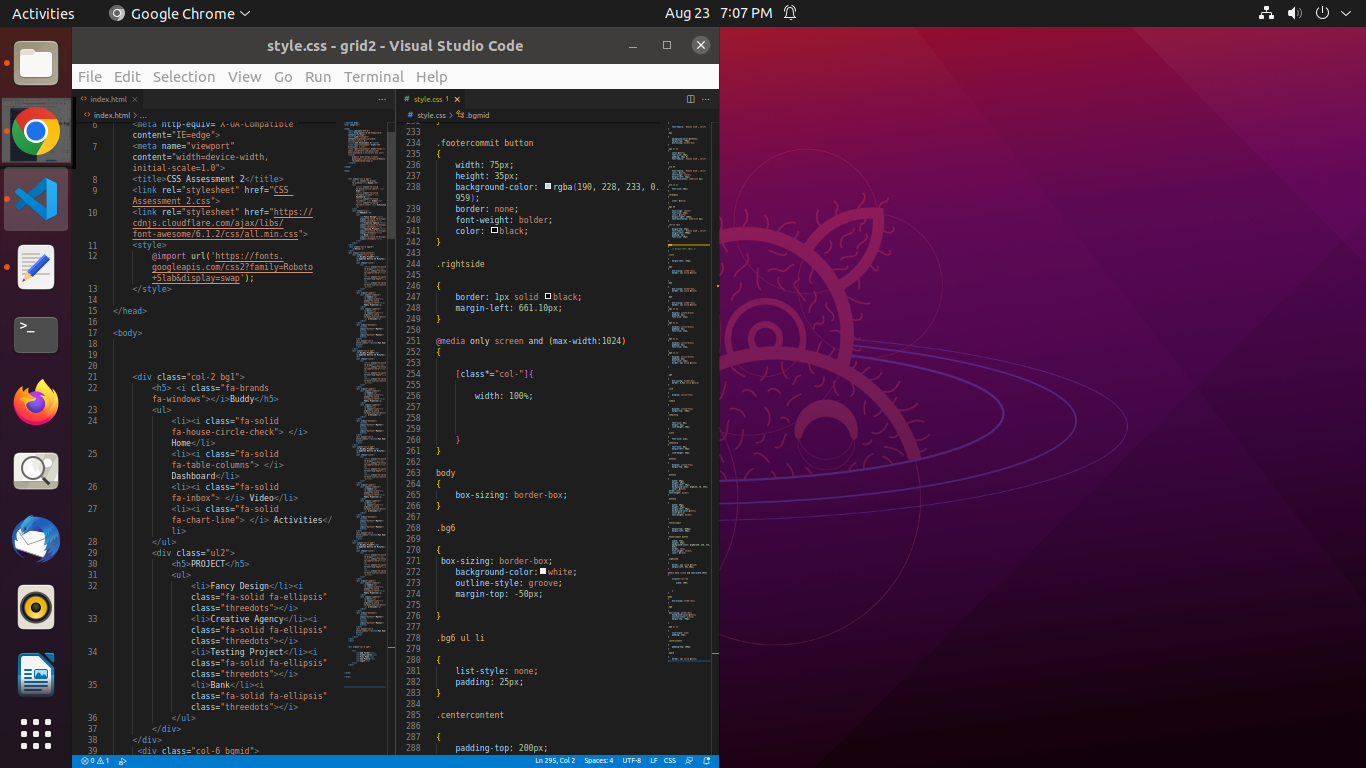 Activities
Google Chrome
Aug 23 7:07 PM
style.css - grid2 - Visual Studio Code
File Edit Selection View Go Run Terminal Help
index.html
index.html > ...
6 <meta http-equiv="X-UA-Compatible"
content="IE=edge">
7 <meta name="viewport"
content="width=device-width,
initial-scale=1.0">
8 <title>CSS Assessment 2</title>
9 <link rel="stylesheet" href="CSS
Assessment 2.css">
10 <link rel="stylesheet" href="https://
cdnjs.cloudflare.com/ajax/libs/
font-awesome/6.1.2/css/all.min.css">
11 <style>
12 @import url('https://fonts.
googleapis.com/css2?family=Roboto
+Slab&display=swap');
13 </style>
14
15 </head>
16
17 <body>
18
19
20
21 <div class="col-2 bg1">
22 <h5> <i class="fa-brands
fa-windows"></i>Buddy</h5>
23 <ul>
24 <li><i class="fa-solid
fa-house-circle-check"> </i>
Home</li>
25 <li><i class="fa-solid
fa-table-columns"> </i>
Dashboard</li>
26 <li><i class="fa-solid
fa-inbox"> </i> Video</li>
27 <li><i class="fa-solid
fa-chart-line"> </i> Activities</
li>
28 </ul>
29 <div class="ul2">
30 <h5>PROJECT</h5>
31 <ul>
32 <li>Fancy Design</li><i
class="fa-solid fa-ellipsis"
class="threedots"></i>
33 <li>Creative Agency</li><i
class="fa-solid fa-ellipsis"
class="threedots"></i>
34 <li>Testing Project</li><i
class="fa-solid fa-ellipsis"
class="threedots"></i>
35 <li>Bank</li><i
class="fa-solid fa-ellipsis"
class="threedots"></i>
36 </ul>
37 </div>
38 </div>
39 <div class="col-6 bgmid">
style.css 1
style.css > .bgmid
233
234 .footercommit button
235 {
236 width: 75px;
237 height: 35px;
238 background-color: rgba(190, 228, 233, 0.
959);
239 border: none;
240 font-weight: bolder;
241 color: black;
242 }
243
244 .rightside
245
246 {
247 border: 1px solid black;
248 margin-left: 661.10px;
249 }
250
251 @media only screen and (max-width:1024)
252 {
253
254 [class*="col-"]{
255
256 width: 100%;
257
258
259
260 }
261 }
262
263 body
264 {
265 box-sizing: border-box;
266 }
267
268 .bg6
269
270 {
271 box-sizing: border-box;
272 background-color: white;
273 outline-style: groove;
274 margin-top: -50px;
275
276 }
277
278 .bg6 ul li
279
280 {
281 list-style: none;
282 padding: 25px;
283 }
284
285 .centercontent
286
287 {
288 padding-top: 200px;
0 1
Ln 295, Col 2 Spaces: 4 UTF-8 LF CSS